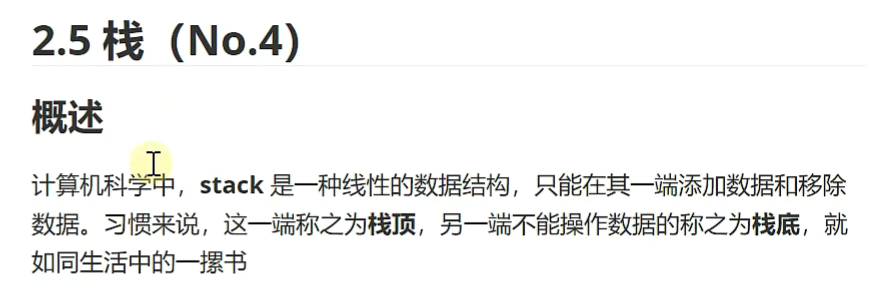 2.5 栈（No.4）
概述
计算机科学中，stack 是一种线性的数据结构，只能在其一端添加数据和移除
数据。习惯来说，这一端称之为栈顶，另一端不能操作数据的称之为栈底，就
如同生活中的一摞书